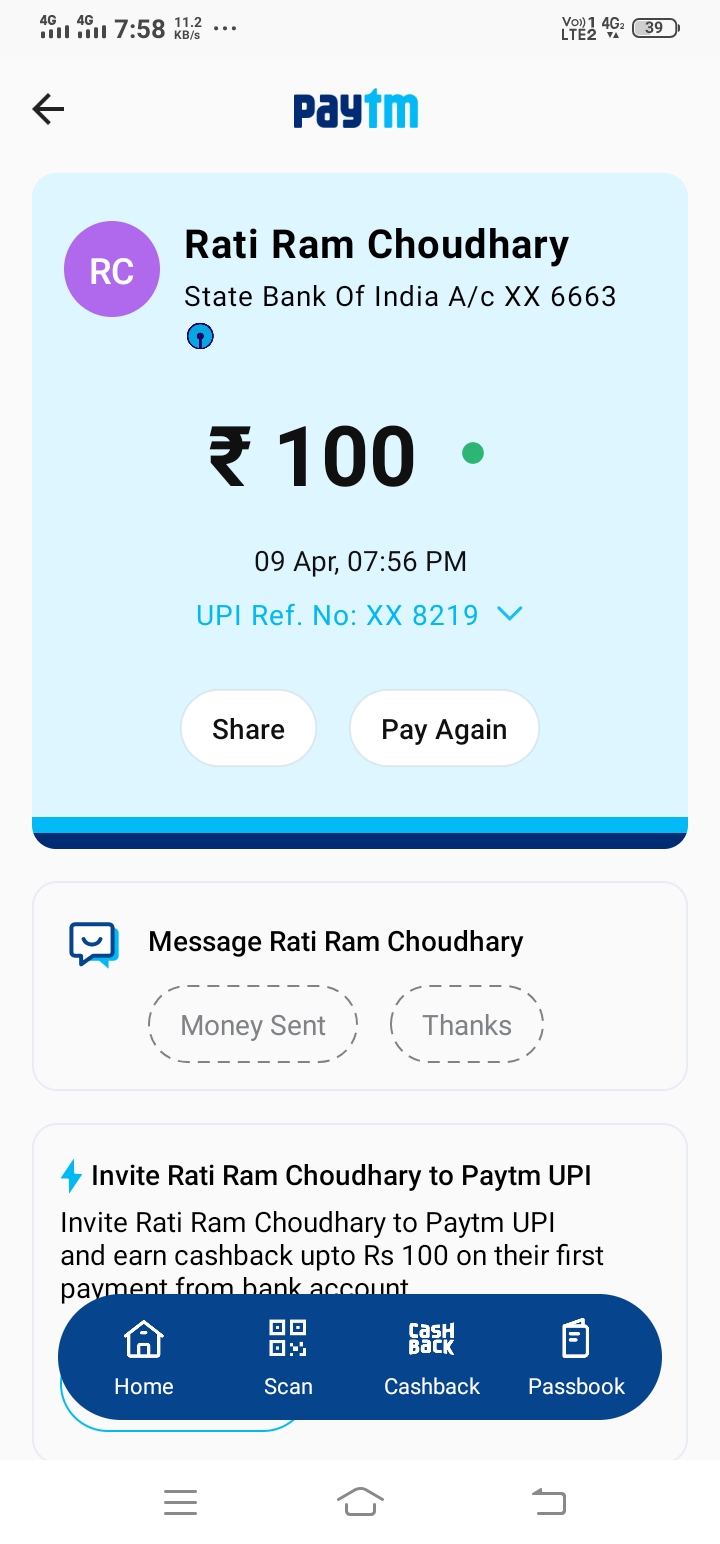 4G 4G 7:58 11.2 KB/s ... Vo)) 1 LTE2 4G2 39
paytm
RC
Rati Ram Choudhary
State Bank Of India A/c XX 6663
₹ 100
09 Apr, 07:56 PM
UPI Ref. No: XX 8219
Share Pay Again
Message Rati Ram Choudhary
Money Sent Thanks
Invite Rati Ram Choudhary to Paytm UPI
Invite Rati Ram Choudhary to Paytm UPI
and earn cashback upto Rs 100 on their first
payment from bank account
CASH BACK
Home Scan Cashback Passbook